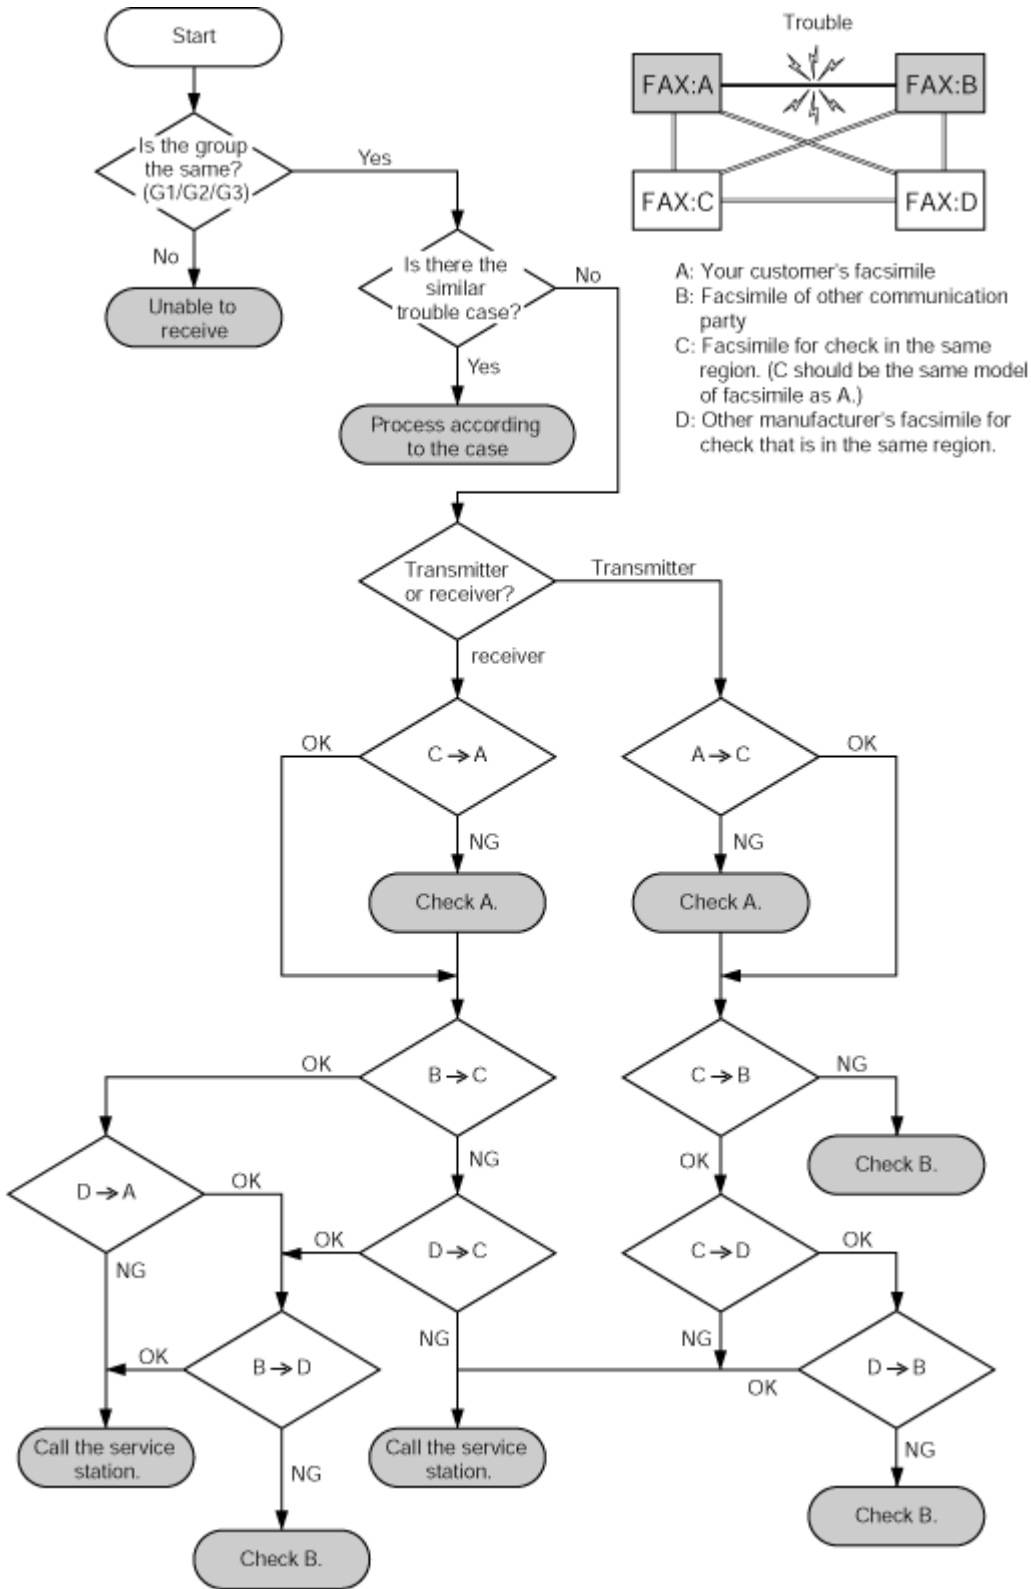 Start
Trouble
FAX:A
FAX:B
FAX:C
FAX:D
Is the group
the same?
(G1/G2/G3)
Yes
No
Unable to
receive
Is there the
similar
trouble case?
No
Yes
Process according
to the case
A: Your customer's facsimile
B: Facsimile of other communication
party
C: Facsimile for check in the same
region. (C should be the same model
of facsimile as A.)
D: Other manufacturer's facsimile for
check that is in the same region.
Transmitter
or receiver?
Transmitter
receiver
OK
C → A
NG
Check A.
A → C
OK
NG
Check A.
OK
B → C
NG
C → B
NG
Check B.
OK
D → A
OK
NG
OK
D → C
NG
C → D
OK
NG
OK
B → D
NG
D → B
OK
NG
Call the service
station.
Call the service
station.
Check B.
Check B.